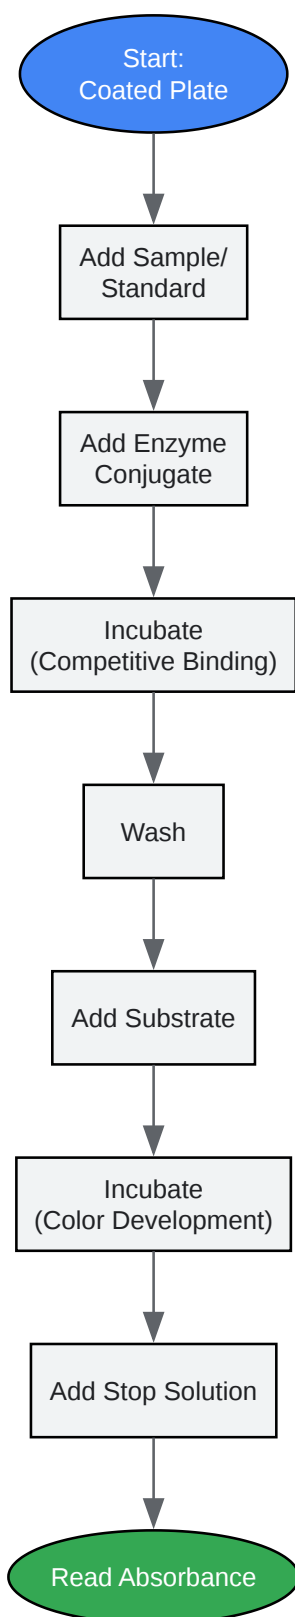 Start:
Coated Plate
Add Sample/
Standard
Add Enzyme
Conjugate
Incubate
(Competitive Binding)
Wash
Add Substrate
Incubate
(Color Development)
Add Stop Solution
Read Absorbance